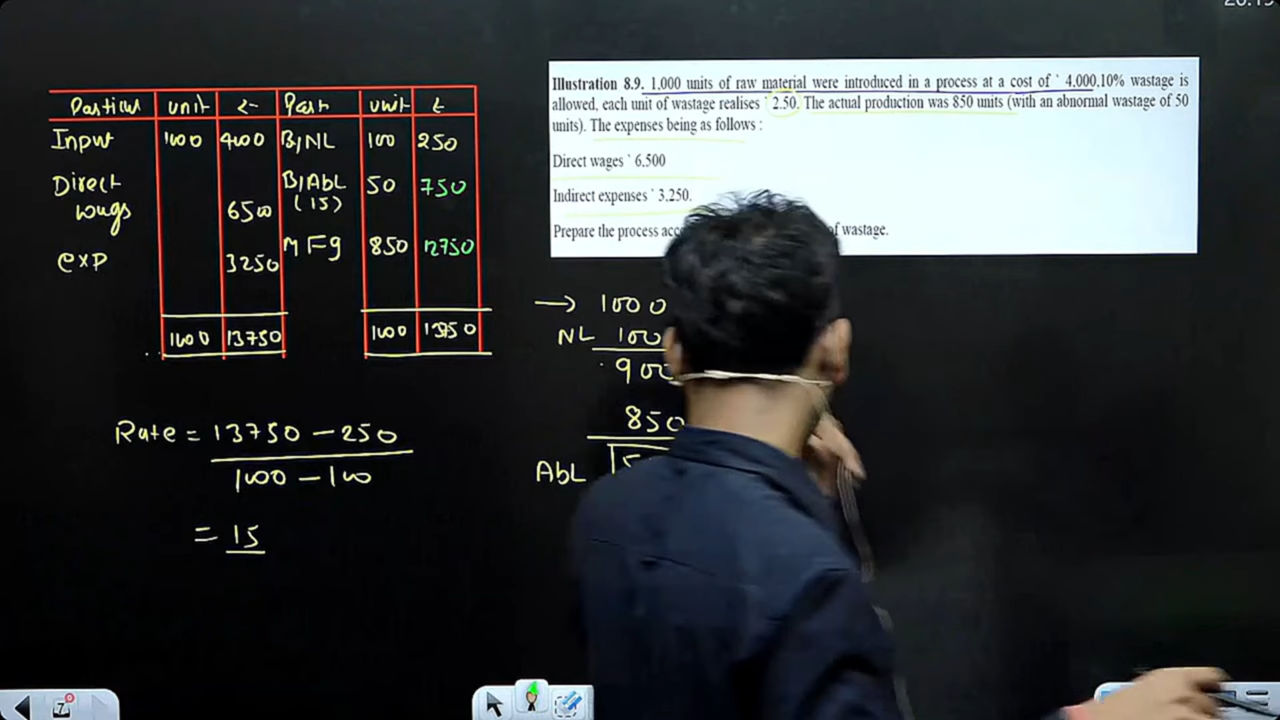 20:15
Particul unit ₹ Part unit ₹
Input 1000 4000 B,NL 100 250
Direct wags 6500 B,AbL (15) 50 750
exp 3250 MFg 850 12750
1000 13750 1000 13750
Rate = 13750 - 250
1000 - 100
= 15
Illustration 8.9. 1,000 units of raw material were introduced in a process at a cost of ` 4,000.10% wastage is
allowed, each unit of wastage realises ` 2.50. The actual production was 850 units (with an abnormal wastage of 50
units). The expenses being as follows :
Direct wages ` 6,500
Indirect expenses ` 3,250.
Prepare the process of wastage.
→ 1000
NL 100
900
850
AbL
7